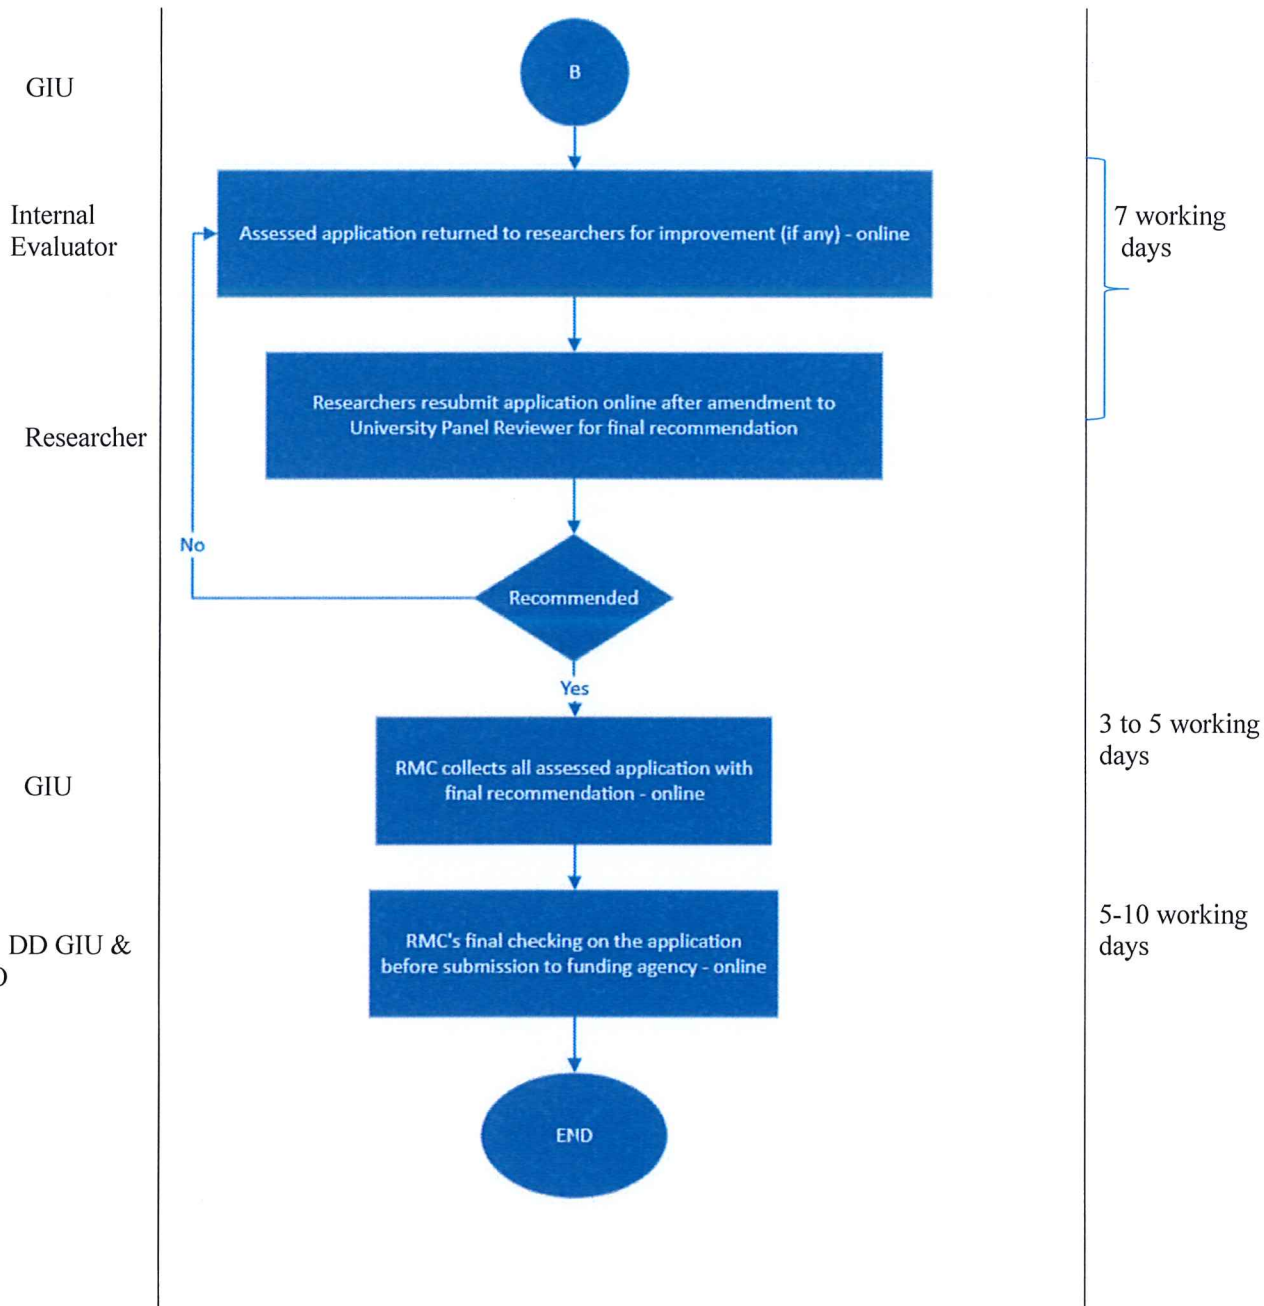 B
GIU
Internal
Evaluator
Assessed application returned to researchers for improvement (if any) - online
7 working
days
Researchers resubmit application online after amendment to
University Panel Reviewer for final recommendation
Researcher
No
Recommended
Yes
3 to 5 working
days
RMC collects all assessed application with
final recommendation - online
GIU
5-10 working
days
DD GIU &
RMC's final checking on the application
before submission to funding agency - online
END